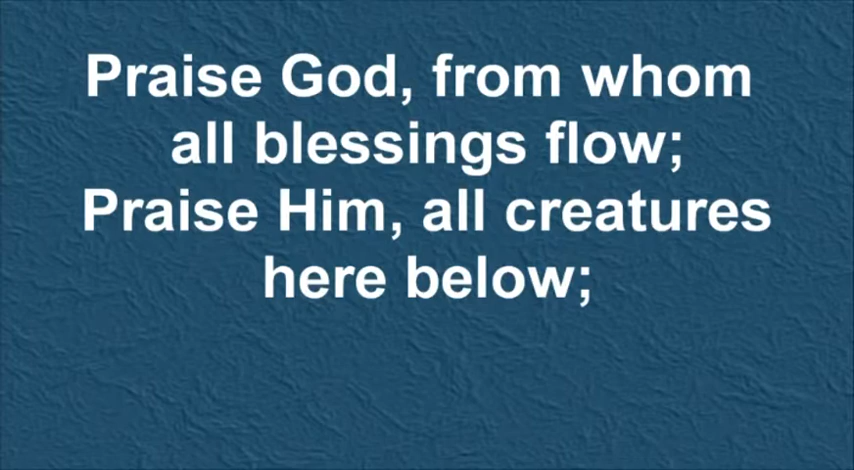 Praise God, from whom
all blessings flow;
Praise Him, all creatures
here below;